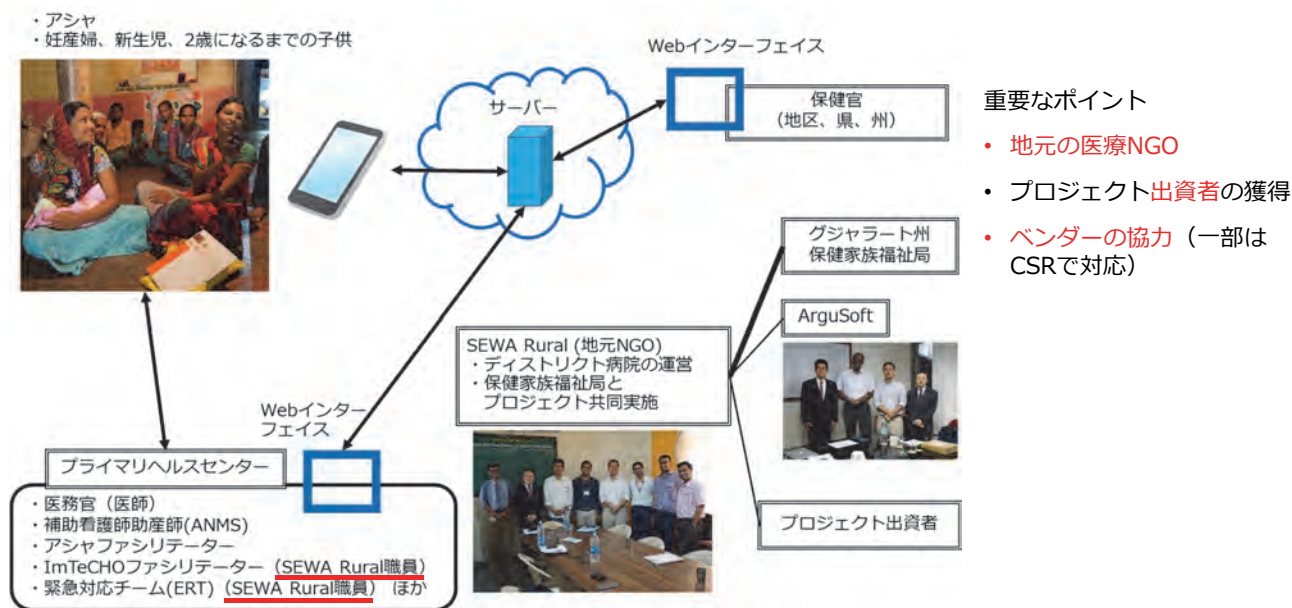 ・アシャ
・妊産婦、新生児、2歳になるまでの子供
サーバー
Webインターフェイス
保健官
(地区、県、州)
重要なポイント
• 地元の医療NGO
• プロジェクト出資者の獲得
• ベンダーの協力（一部は
CSRで対応）
グジャラート州
保健家族福祉局
ArguSoft
SEWA Rural (地元NGO)
・ディストリクト病院の運営
・保健家族福祉局と
プロジェクト共同実施
プロジェクト出資者
Webインター
フェイス
プライマリヘルスセンター
・医務官（医師）
・補助看護師助産師(ANMS)
・アシャファシリテーター
・ImTeCHOファシリテーター（SEWA Rural職員）
・緊急対応チーム(ERT)（SEWA Rural職員） ほか